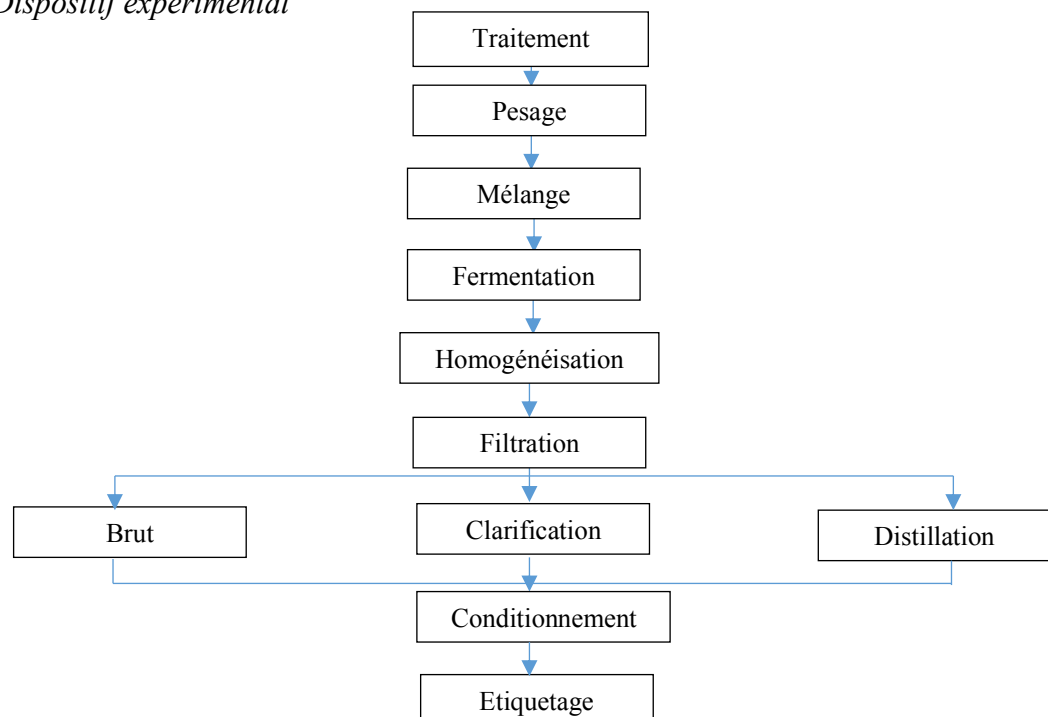 Dispositif expérimental
Traitement
Pesage
Mélange
Fermentation
Homogénéisation
Filtration
Brut
Clarification
Distillation
Conditionnement
Etiquetage